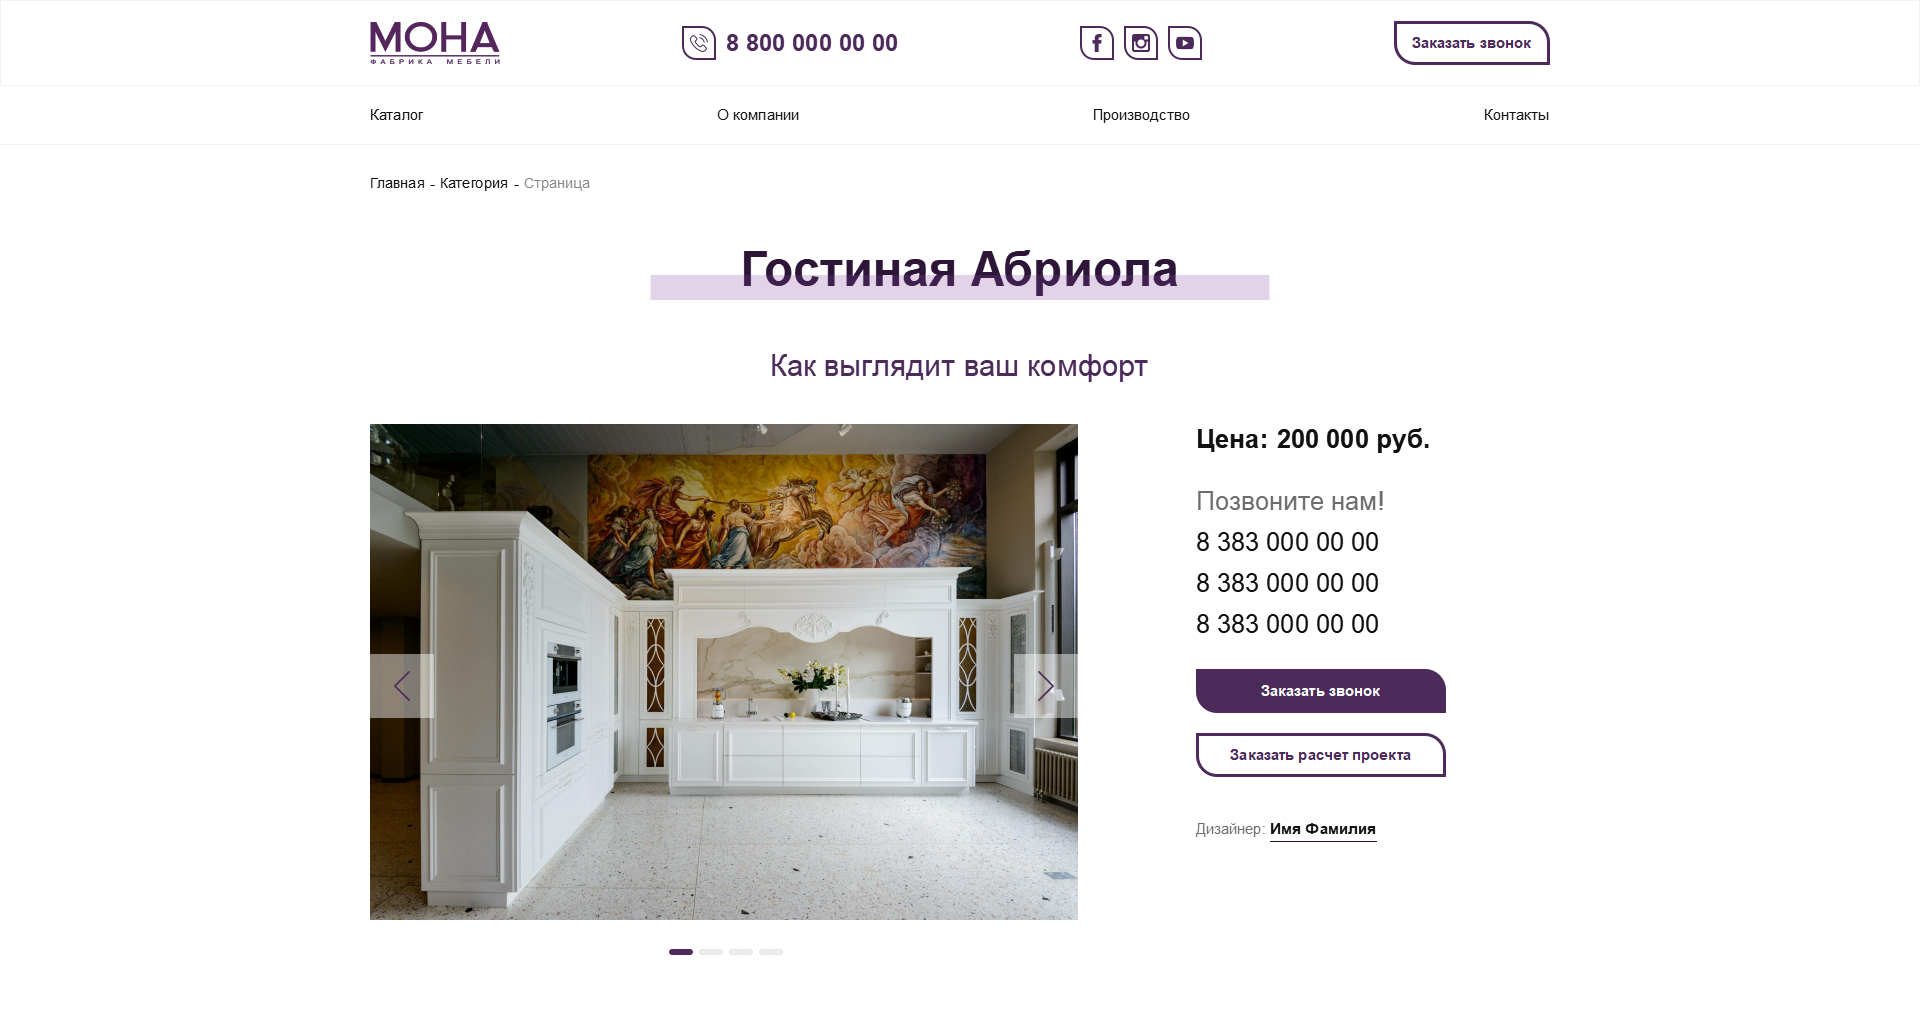 МОНА
ФАБРИКА МЕБЕЛИ
8 800 000 00 00
Заказать звонок
Каталог
О компании
Производство
Контакты
Главная - Категория - Страница
Гостиная Абриола
Как выглядит ваш комфорт
Цена: 200 000 руб.
Позвоните нам!
8 383 000 00 00
8 383 000 00 00
8 383 000 00 00
Заказать звонок
Заказать расчет проекта
Дизайнер: Имя Фамилия